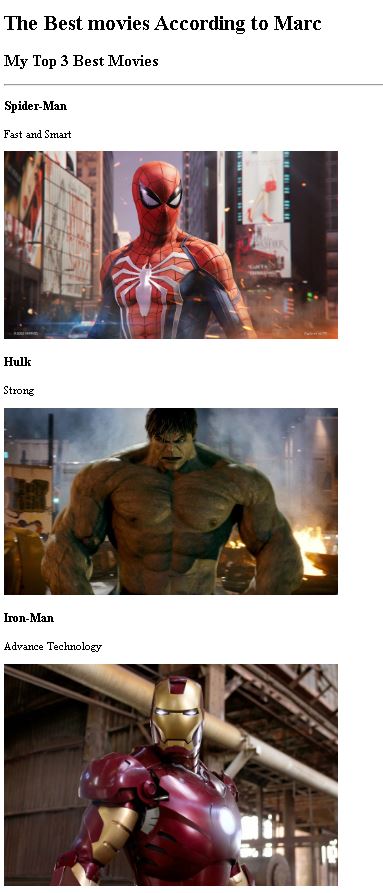 The Best movies According to Marc
My Top 3 Best Movies
Spider-Man
Fast and Smart
Hulk
Strong
Iron-Man
Advance Technology